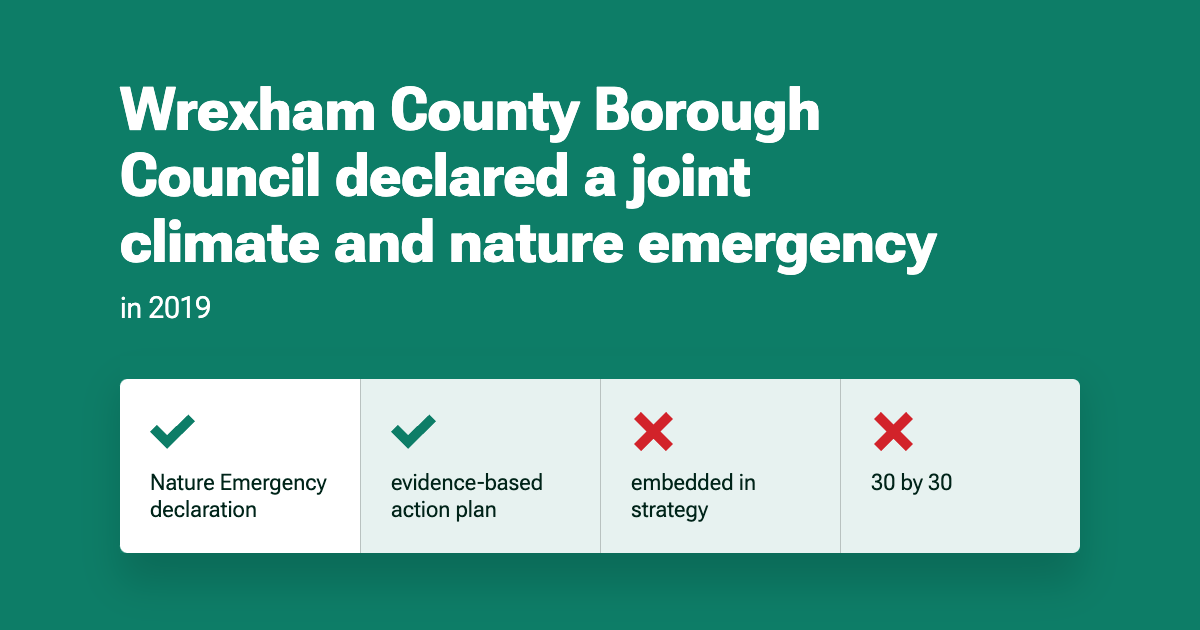 Wrexham County Borough
Council declared a joint
climate and nature emergency
in 2019
Nature Emergency
declaration
evidence-based
action plan
embedded in
strategy
30 by 30